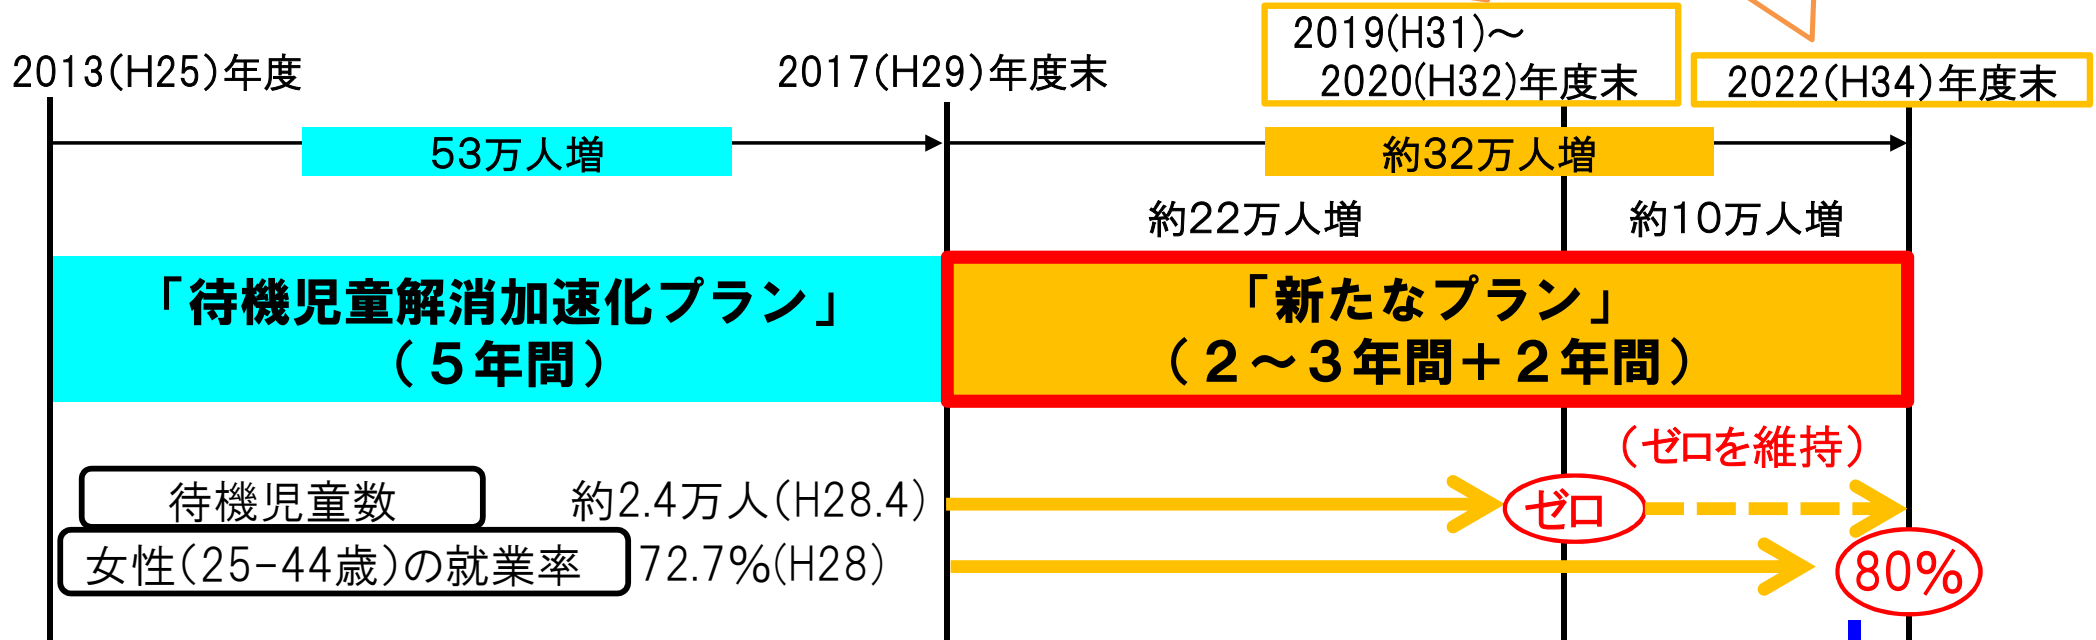 2013(H25)年度
2017(H29)年度末
2019(H31)～
2020(H32)年度末
2022(H34)年度末
53万人増
約32万人増
約22万人増
約10万人増
「待機児童解消加速化プラン」
（５年間）
「新たなプラン」
（２～３年間＋２年間）
（ゼロを維持）
待機児童数
約2.4万人(H28.4)
ゼロ
女性(25-44歳)の就業率
72.7%(H28)
80%